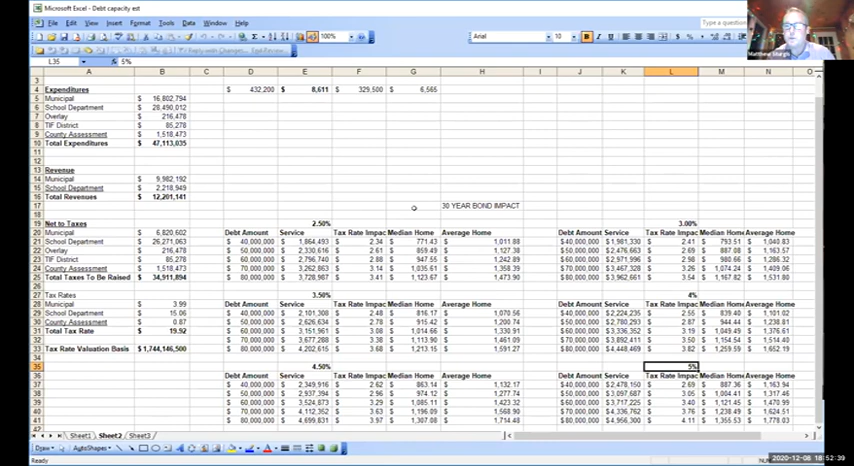 Microsoft Excel - Debt capacity est
File Edit View Insert Format Tools Data Window Help
100% Arial 10
Reply with Changes...
L35 5%
A B C D E F G H I J K L M N
4 Expenditures $ 432,200 $ 8,611 $ 329,500 $ 6,565
5 Municipal $ 16,802,794
6 School Department $ 28,490,012
7 Overlay $ 216,478
8 TIF District $ 85,278
9 County Assessment $ 1,518,473
10 Total Expenditures $ 47,113,035
13 Revenue
14 Municipal $ 9,982,192
15 School Department $ 2,218,949
16 Total Revenues $ 12,201,141
17 30 YEAR BOND IMPACT
19 Net to Taxes 2.50% 3.00%
20 Municipal $ 6,820,602 Debt Amount Service Tax Rate Impac Median Home Average Home Debt Amount Service Tax Rate Impac Median Home Average Home
21 School Department $ 26,271,063 $ 40,000,000 $ 1,864,493 $ 2.34 $ 771.43 $ 1,011.88 $ 40,000,000 $ 1,981,330 $ 2.41 $ 793.51 $ 1,040.83
22 Overlay $ 216,478 $ 50,000,000 $ 2,330,616 $ 2.61 $ 859.49 $ 1,127.38 $ 50,000,000 $ 2,476,663 $ 2.69 $ 887.08 $ 1,163.57
23 TIF District $ 85,278 $ 60,000,000 $ 2,796,740 $ 2.88 $ 947.55 $ 1,242.89 $ 60,000,000 $ 2,971,996 $ 2.98 $ 980.66 $ 1,286.32
24 County Assessment $ 1,518,473 $ 70,000,000 $ 3,262,863 $ 3.14 $ 1,035.61 $ 1,358.39 $ 70,000,000 $ 3,467,328 $ 3.26 $ 1,074.24 $ 1,409.06
25 Total Taxes To Be Raised $ 34,911,894 $ 80,000,000 $ 3,728,987 $ 3.41 $ 1,123.67 $ 1,473.90 $ 80,000,000 $ 3,962,661 $ 3.54 $ 1,167.82 $ 1,531.80
27 Tax Rates 3.50% 4%
28 Municipal $ 3.99 Debt Amount Service Tax Rate Impac Median Home Average Home Debt Amount Service Tax Rate Impac Median Home Average Home
29 School Department $ 15.06 $ 40,000,000 $ 2,101,308 $ 2.48 $ 816.17 $ 1,070.56 $ 40,000,000 $ 2,224,235 $ 2.55 $ 839.40 $ 1,101.02
30 County Assessment $ 0.87 $ 50,000,000 $ 2,626,634 $ 2.78 $ 915.42 $ 1,200.74 $ 50,000,000 $ 2,780,293 $ 2.87 $ 944.44 $ 1,238.81
31 Total Tax Rate $ 19.92 $ 60,000,000 $ 3,151,961 $ 3.08 $ 1,014.66 $ 1,330.91 $ 60,000,000 $ 3,336,352 $ 3.19 $ 1,049.49 $ 1,376.61
32 $ 70,000,000 $ 3,677,288 $ 3.38 $ 1,113.90 $ 1,461.09 $ 70,000,000 $ 3,892,411 $ 3.50 $ 1,154.54 $ 1,514.40
33 Tax Rate Valuation Basis $ 1,744,146,500 $ 80,000,000 $ 4,202,615 $ 3.68 $ 1,213.15 $ 1,591.27 $ 80,000,000 $ 4,448,469 $ 3.82 $ 1,259.59 $ 1,652.19
35 4.50% 5%
36 Debt Amount Service Tax Rate Impac Median Home Average Home Debt Amount Service Tax Rate Impac Median Home Average Home
37 $ 40,000,000 $ 2,349,916 $ 2.62 $ 863.14 $ 1,132.17 $ 40,000,000 $ 2,478,150 $ 2.69 $ 887.36 $ 1,163.94
38 $ 50,000,000 $ 2,937,394 $ 2.96 $ 974.12 $ 1,277.74 $ 50,000,000 $ 3,097,687 $ 3.05 $ 1,004.41 $ 1,317.46
39 $ 60,000,000 $ 3,524,873 $ 3.29 $ 1,085.11 $ 1,423.32 $ 60,000,000 $ 3,717,225 $ 3.40 $ 1,121.45 $ 1,470.99
40 $ 70,000,000 $ 4,112,352 $ 3.63 $ 1,196.09 $ 1,568.90 $ 70,000,000 $ 4,336,762 $ 3.76 $ 1,238.49 $ 1,624.51
41 $ 80,000,000 $ 4,699,831 $ 3.97 $ 1,307.08 $ 1,714.48 $ 80,000,000 $ 4,956,300 $ 4.11 $ 1,355.53 $ 1,778.03
Sheet1 Sheet2 Sheet3
Draw AutoShapes
Ready
2020-12-08 18:52:39